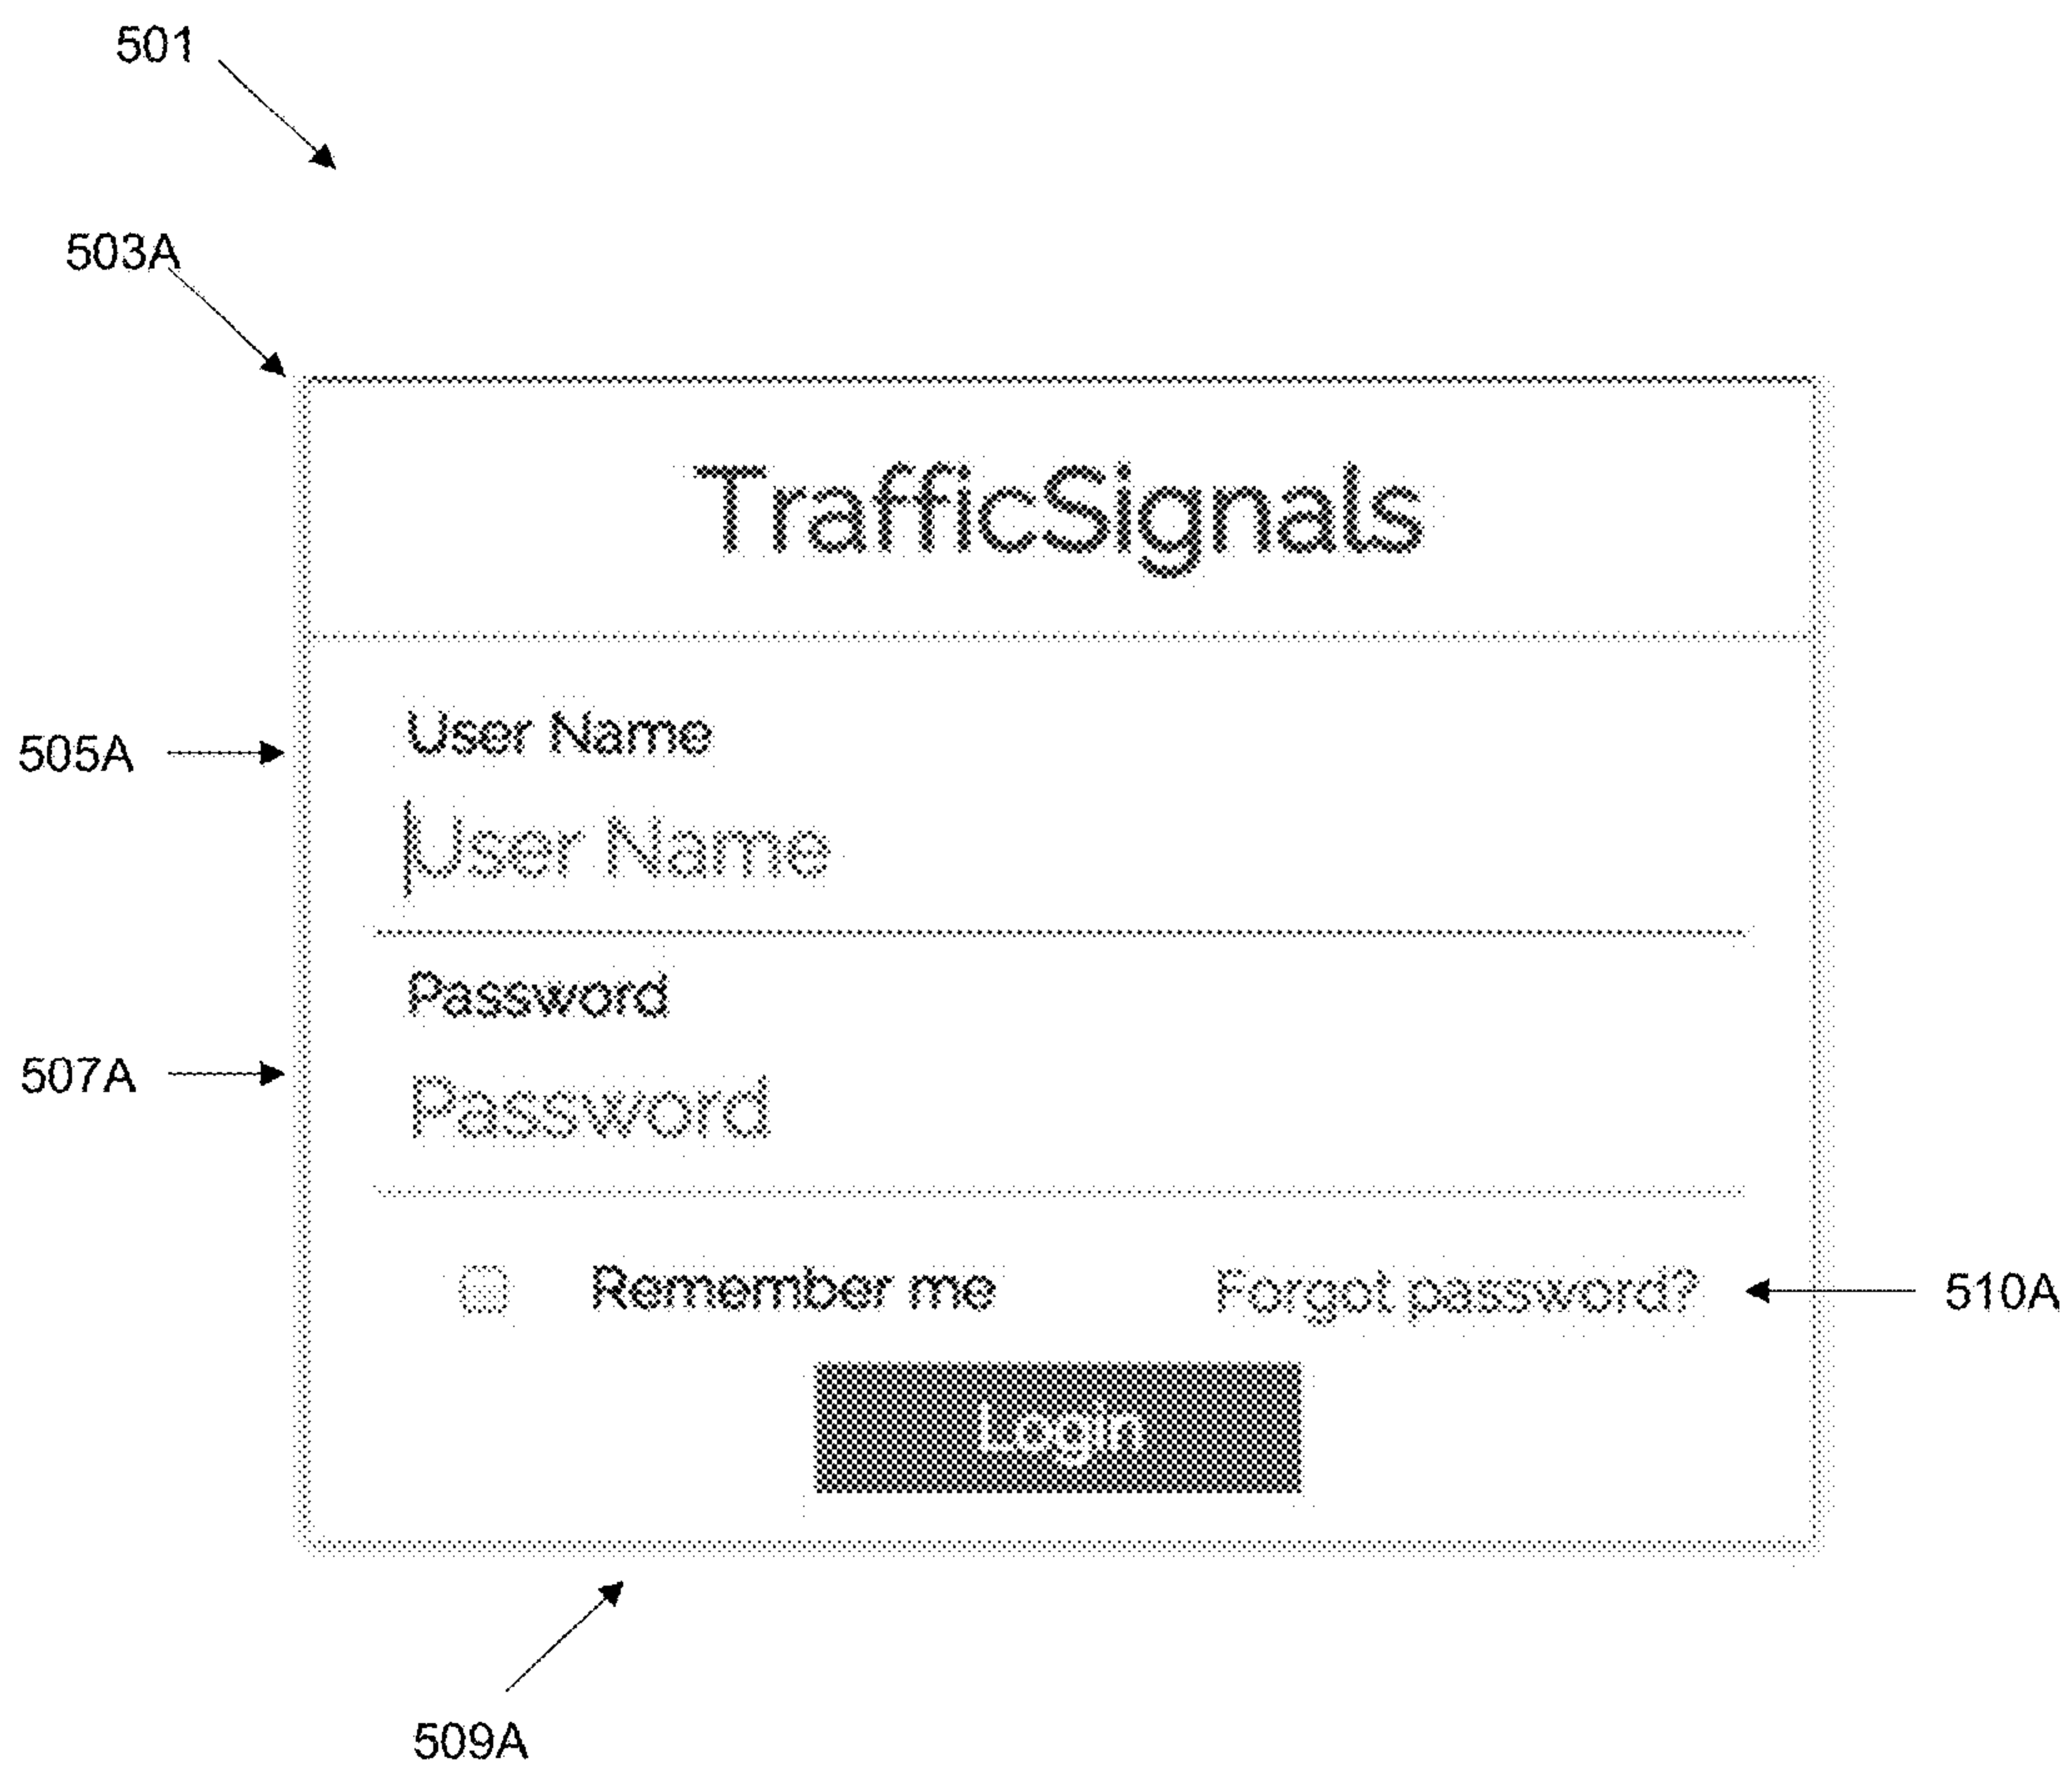 501
503A
TrafficSignals
505A
User Name
User Name
Password
507A
Password
Remember me Forgot password? 510A
Login
509A